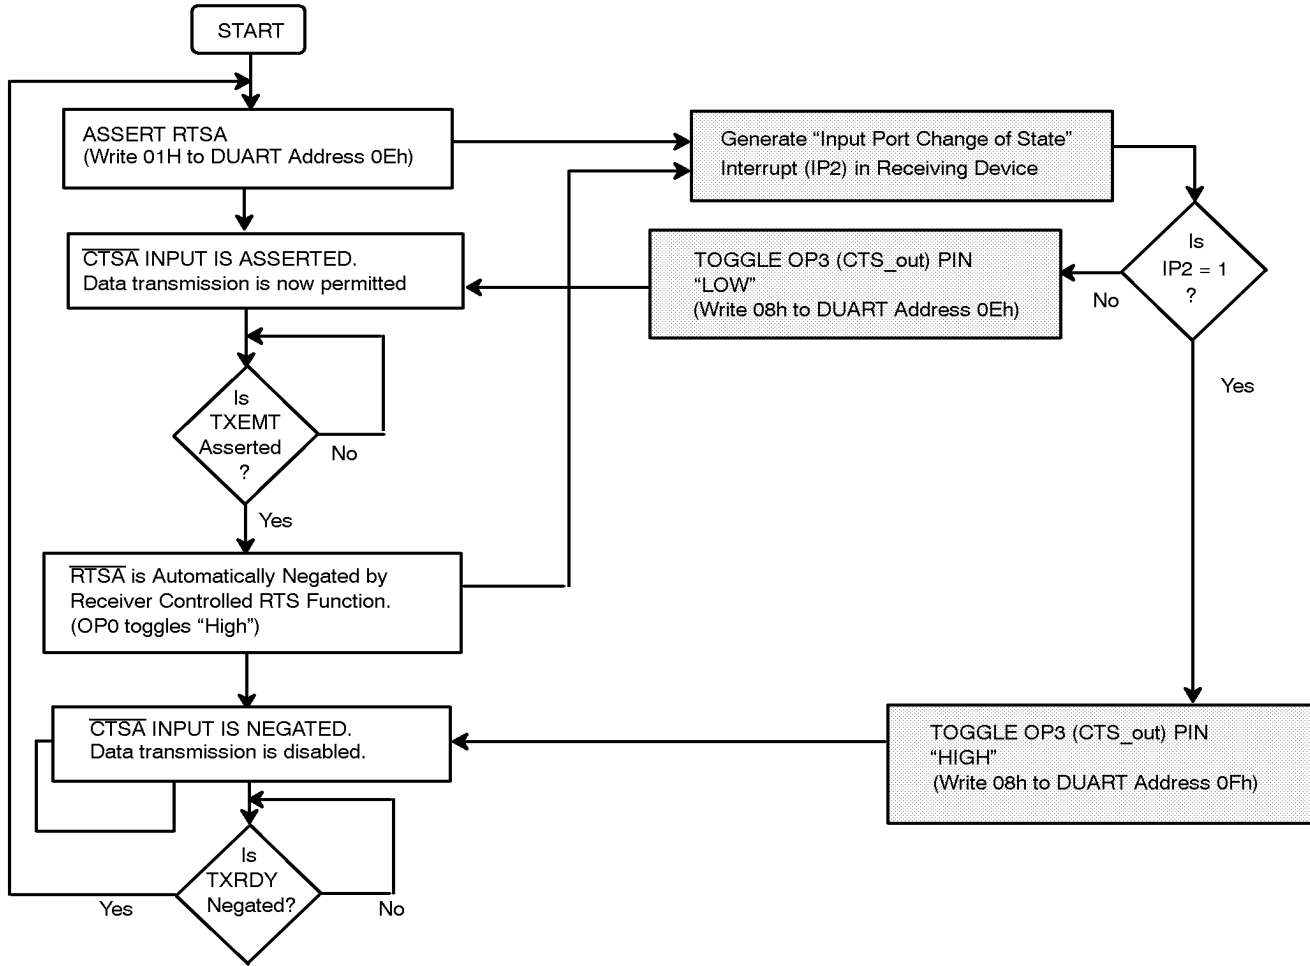 START
ASSERT RTSA
(Write 01H to DUART Address 0Eh)
Generate “Input Port Change of State”
Interrupt (IP2) in Receiving Device
Is
IP2 = 1
?
No
Yes
C̅T̅S̅A̅ INPUT IS ASSERTED.
Data transmission is now permitted
TOGGLE OP3 (CTS_out) PIN
“LOW”
(Write 08h to DUART Address 0Eh)
Is
TXEMT
Asserted
?
No
Yes
R̅T̅S̅A̅ is Automatically Negated by
Receiver Controlled RTS Function.
(OP0 toggles “High”)
C̅T̅S̅A̅ INPUT IS NEGATED.
Data transmission is disabled.
TOGGLE OP3 (CTS_out) PIN
“HIGH”
(Write 08h to DUART Address 0Fh)
Is
TXRDY
Negated?
Yes
No